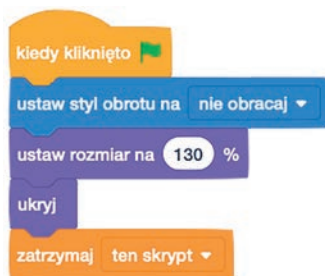 kiedy kliknięto
ustaw styl obrotu na nie obracaj
ustaw rozmiar na 130 %
ukryj
zatrzymaj ten skrypt